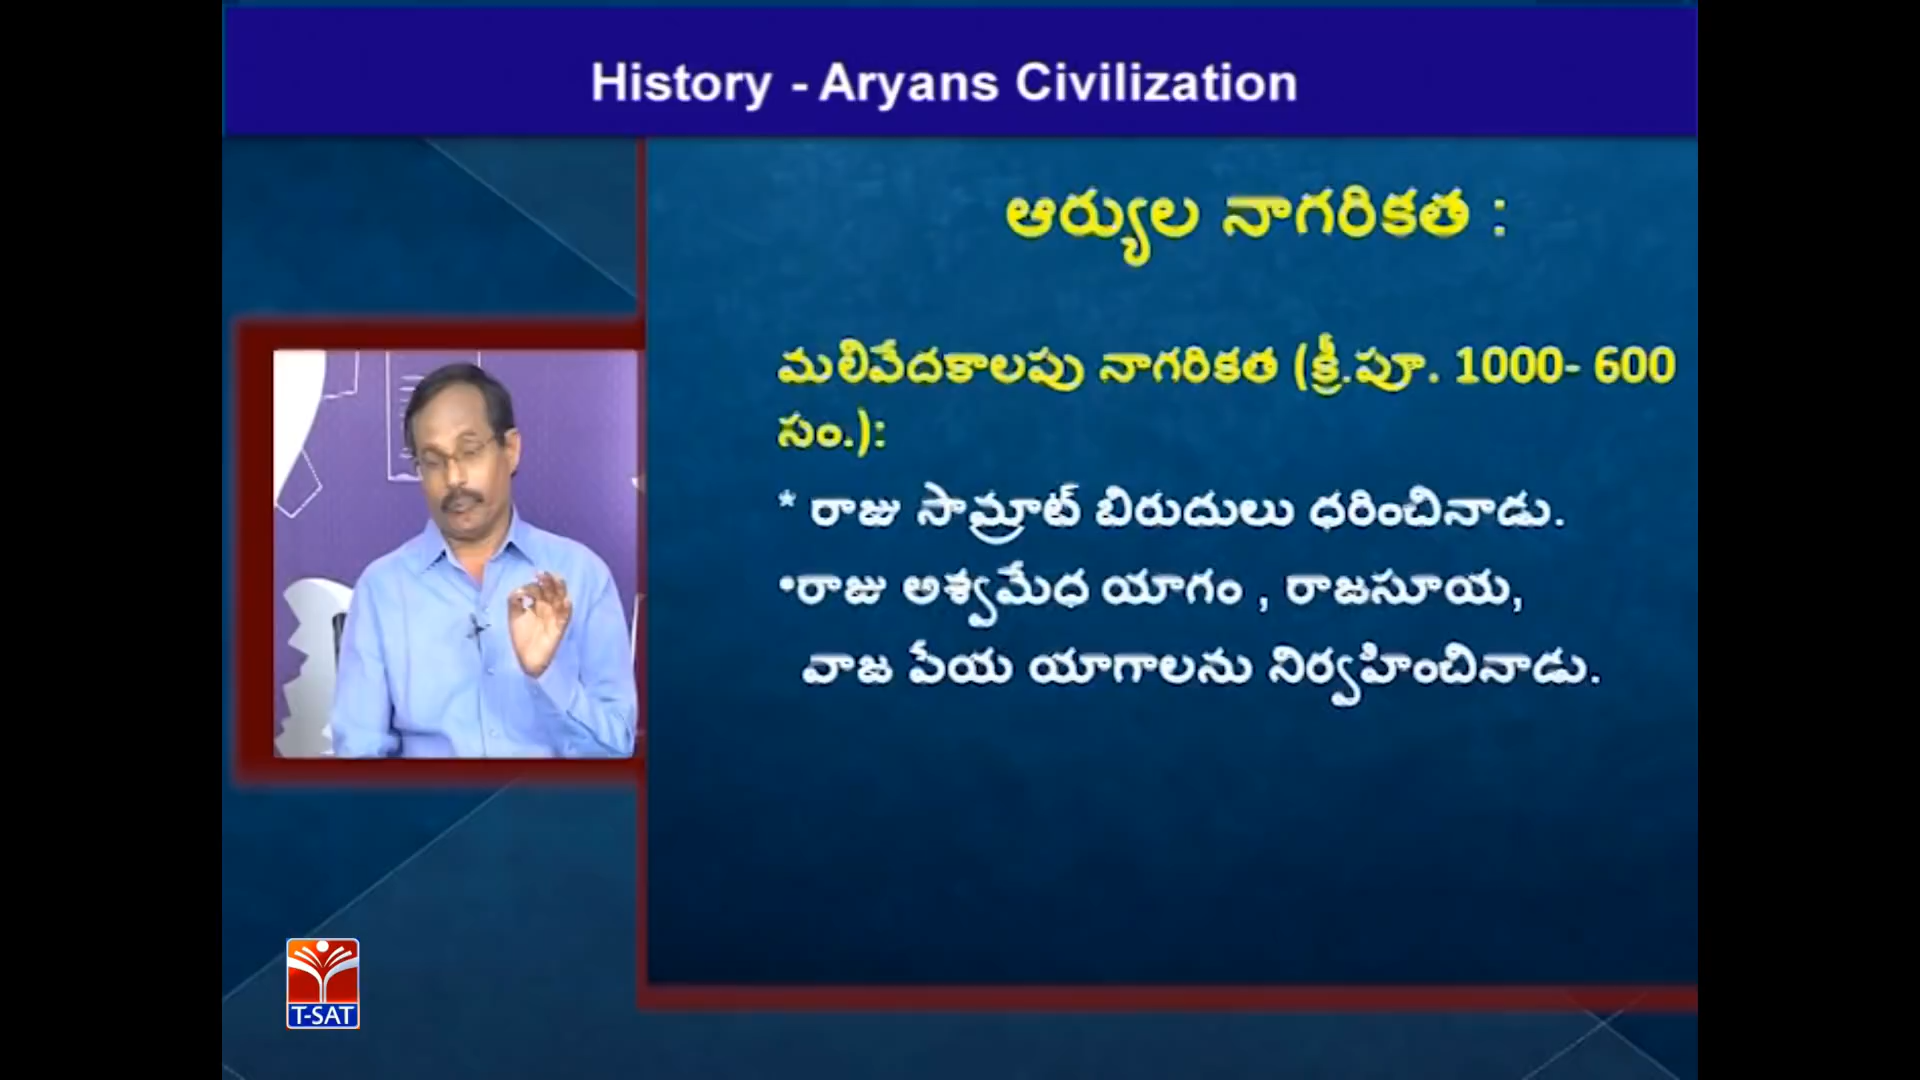 History - Aryans Civilization
ఆర్యుల నాగరికత :
మలివేదకాలపు నాగరికత (క్రీ.పూ. 1000- 600
సం.):
* రాజు సామ్రాట్ బిరుదులు ధరించినాడు.
•రాజు అశ్వమేధ యాగం , రాజసూయ,
వాజ పేయ యాగాలను నిర్వహించినాడు.
T-SAT